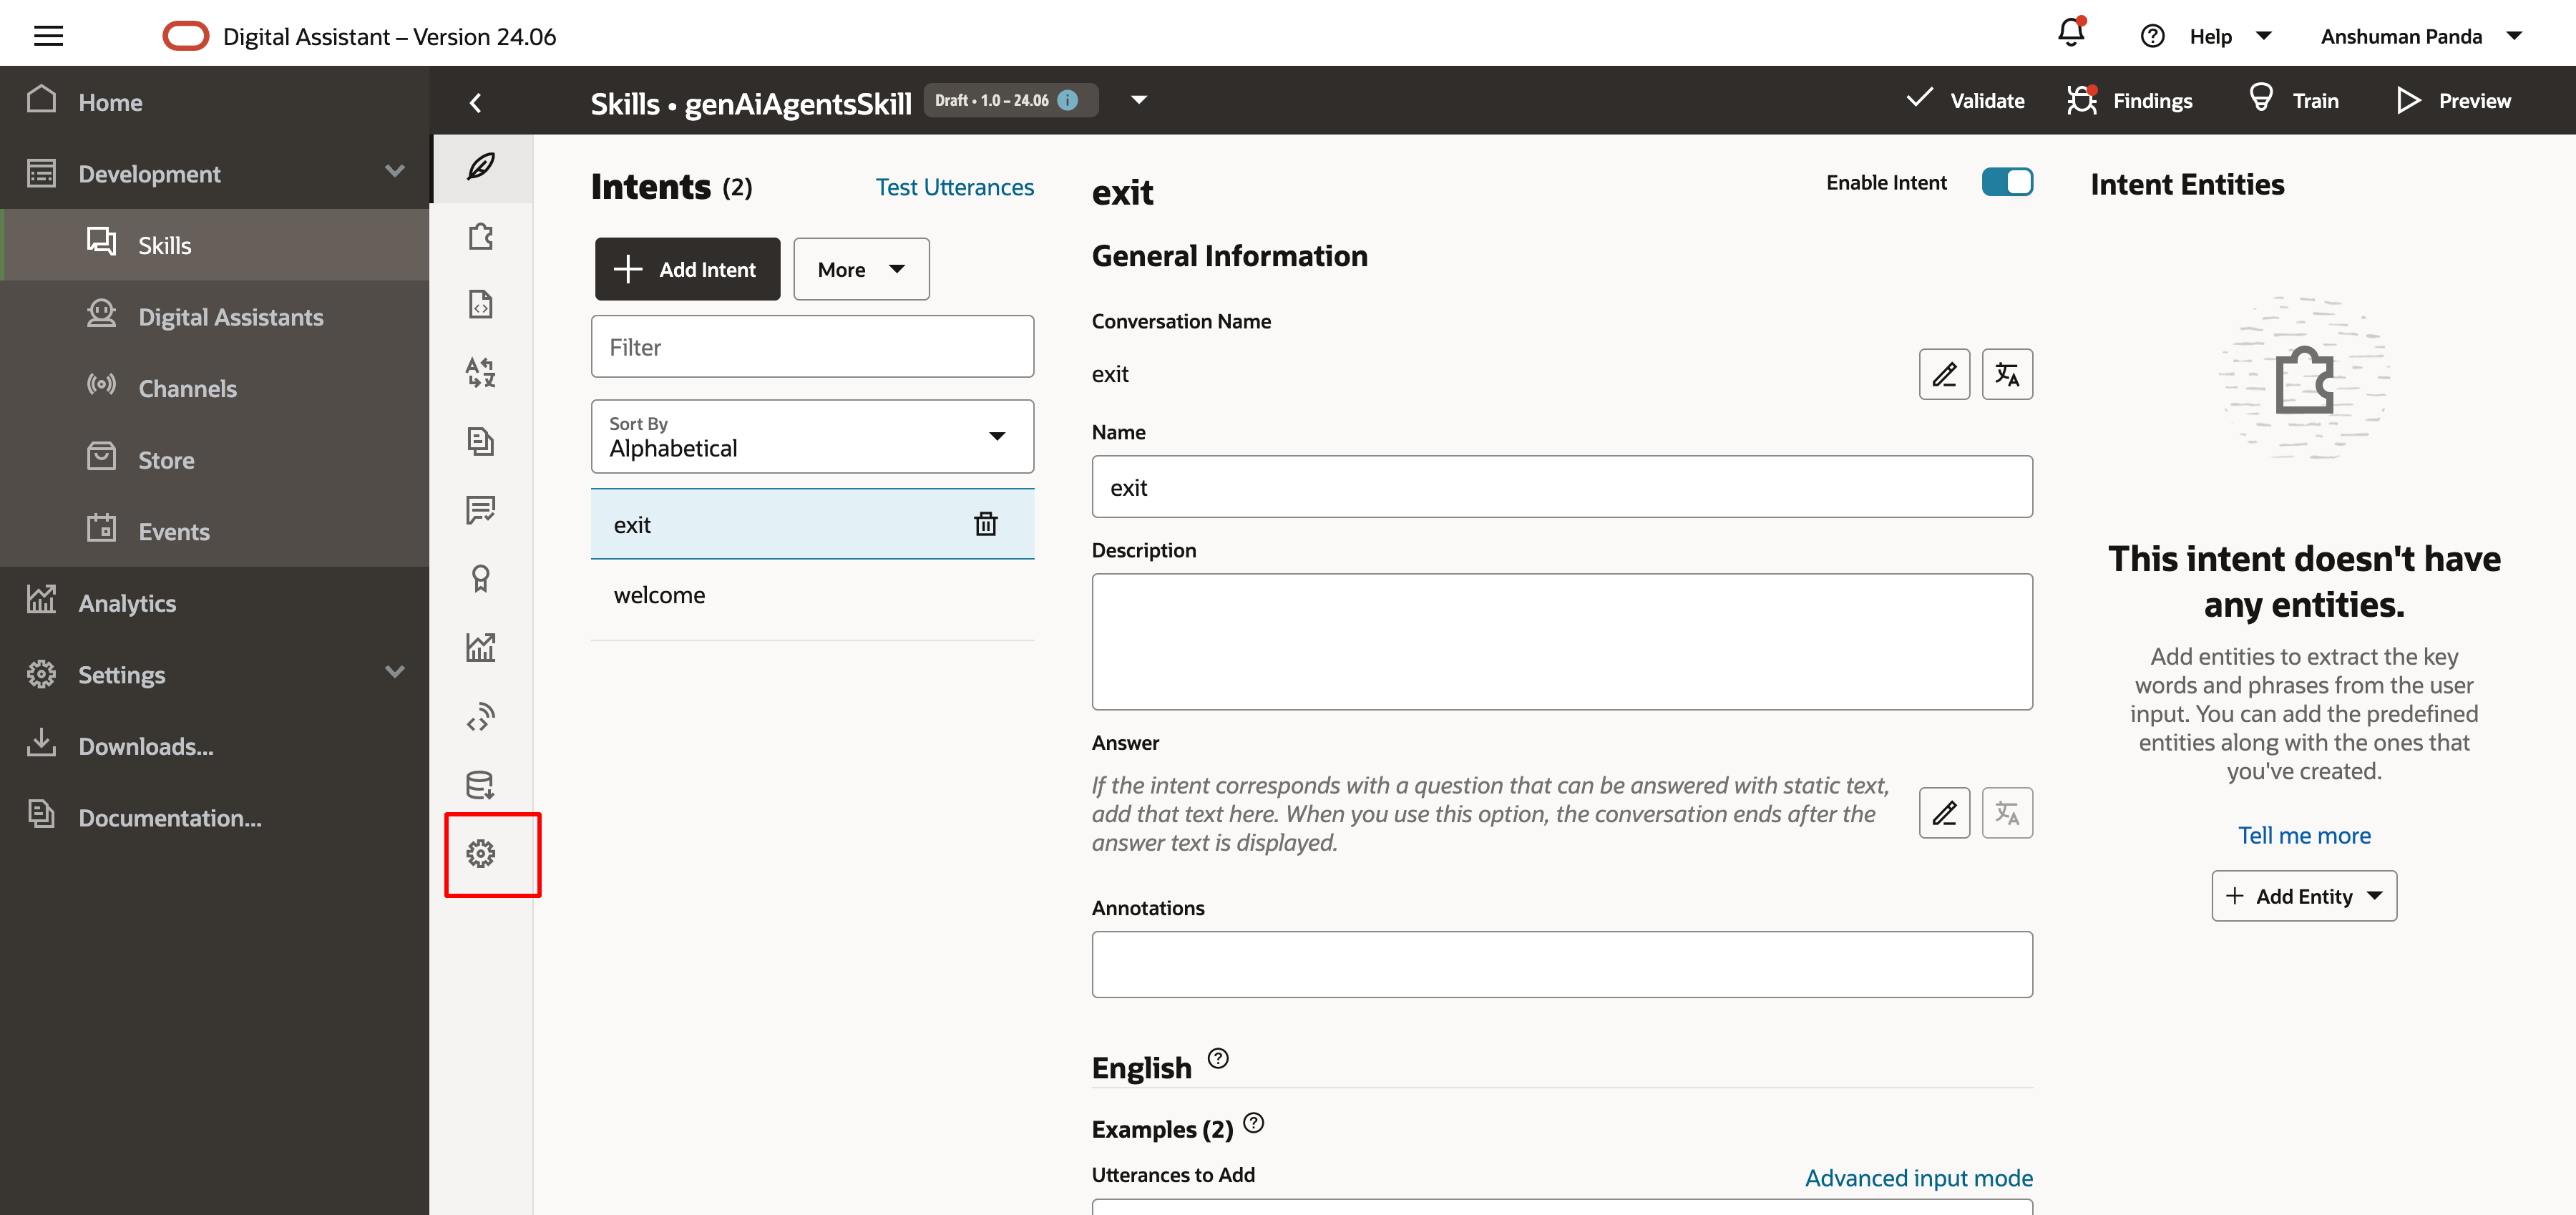 Digital Assistant – Version 24.06
Help
Anshuman Panda
Home
Development
Skills
Digital Assistants
Channels
Store
Events
Analytics
Settings
Downloads...
Documentation...
Skills • genAiAgentsSkill
Draft • 1.0 – 24.06
Validate
Findings
Train
Preview
Intents (2)
Test Utterances
Add Intent
More
Filter
Sort By
Alphabetical
exit
welcome
exit
Enable Intent
General Information
Conversation Name
exit
Name
exit
Description
Answer
If the intent corresponds with a question that can be answered with static text,
add that text here. When you use this option, the conversation ends after the
answer text is displayed.
Annotations
English
Examples (2)
Utterances to Add
Advanced input mode
Intent Entities
This intent doesn't have
any entities.
Add entities to extract the key
words and phrases from the user
input. You can add the predefined
entities along with the ones that
you've created.
Tell me more
+ Add Entity